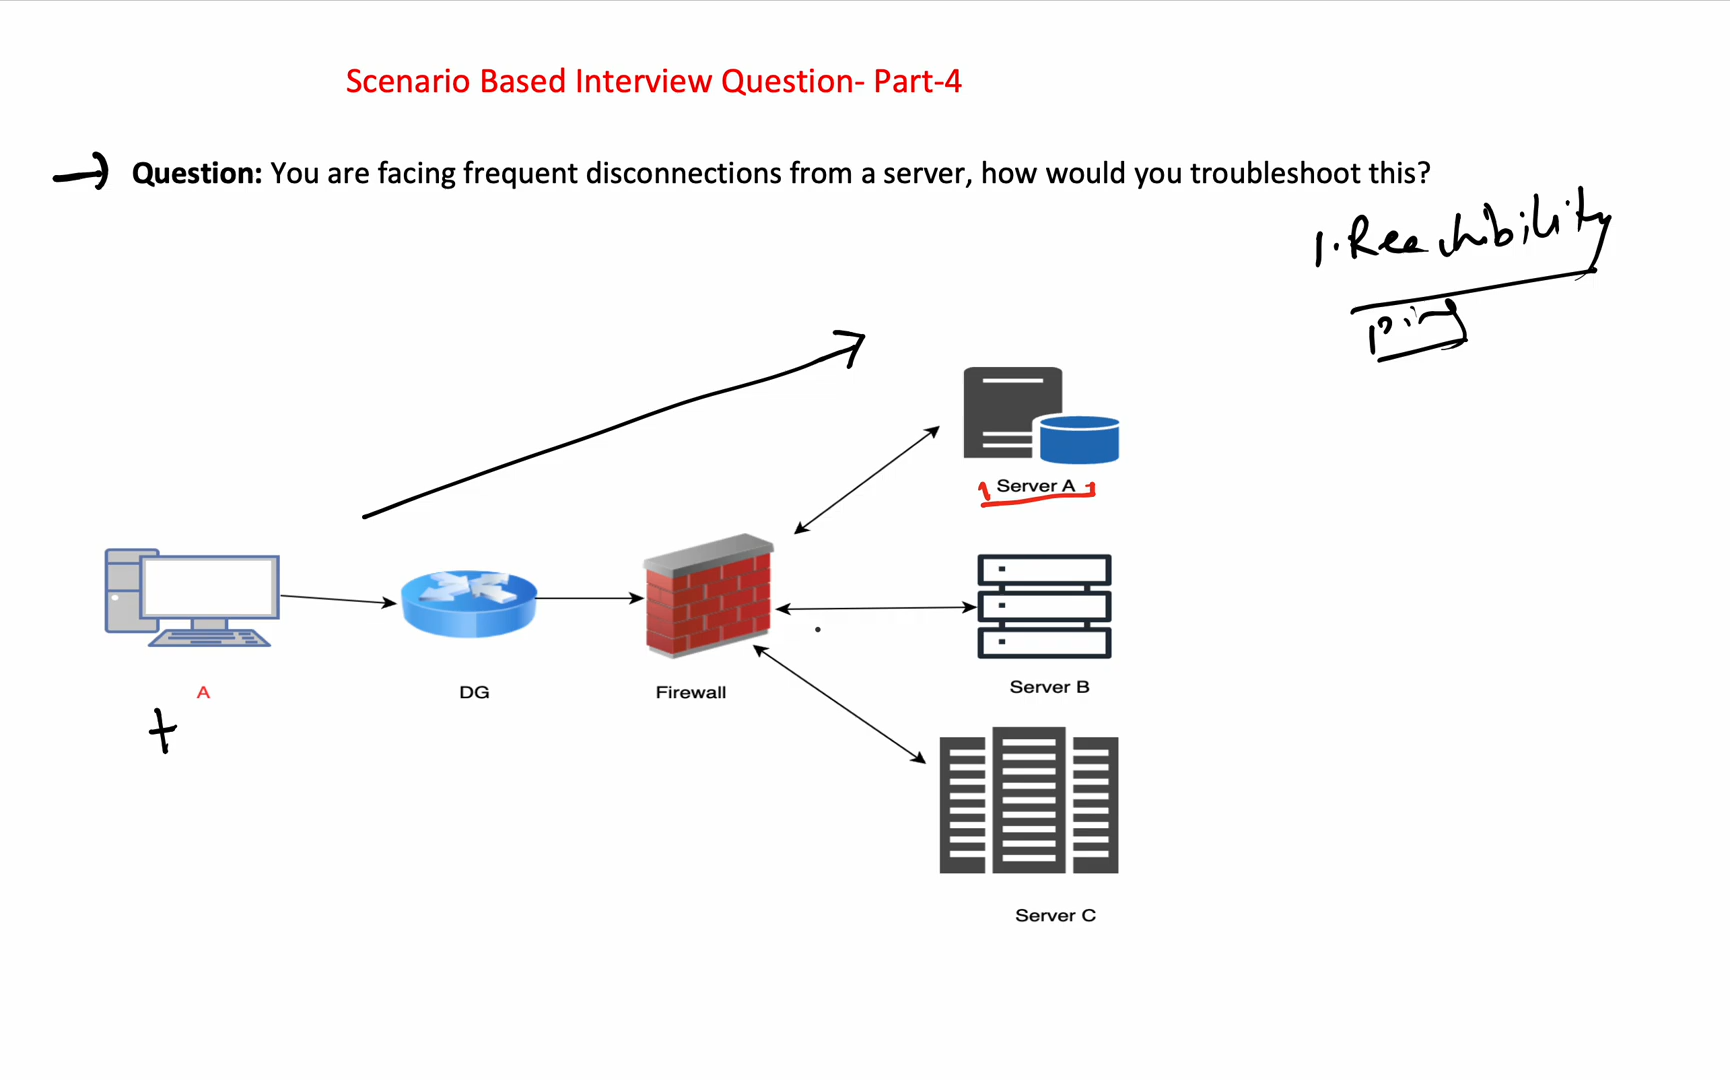 Scenario Based Interview Question- Part-4
Question: You are facing frequent disconnections from a server, how would you troubleshoot this?
1. Reachibility
ping
Server A
A
DG
Firewall
Server B
Server C